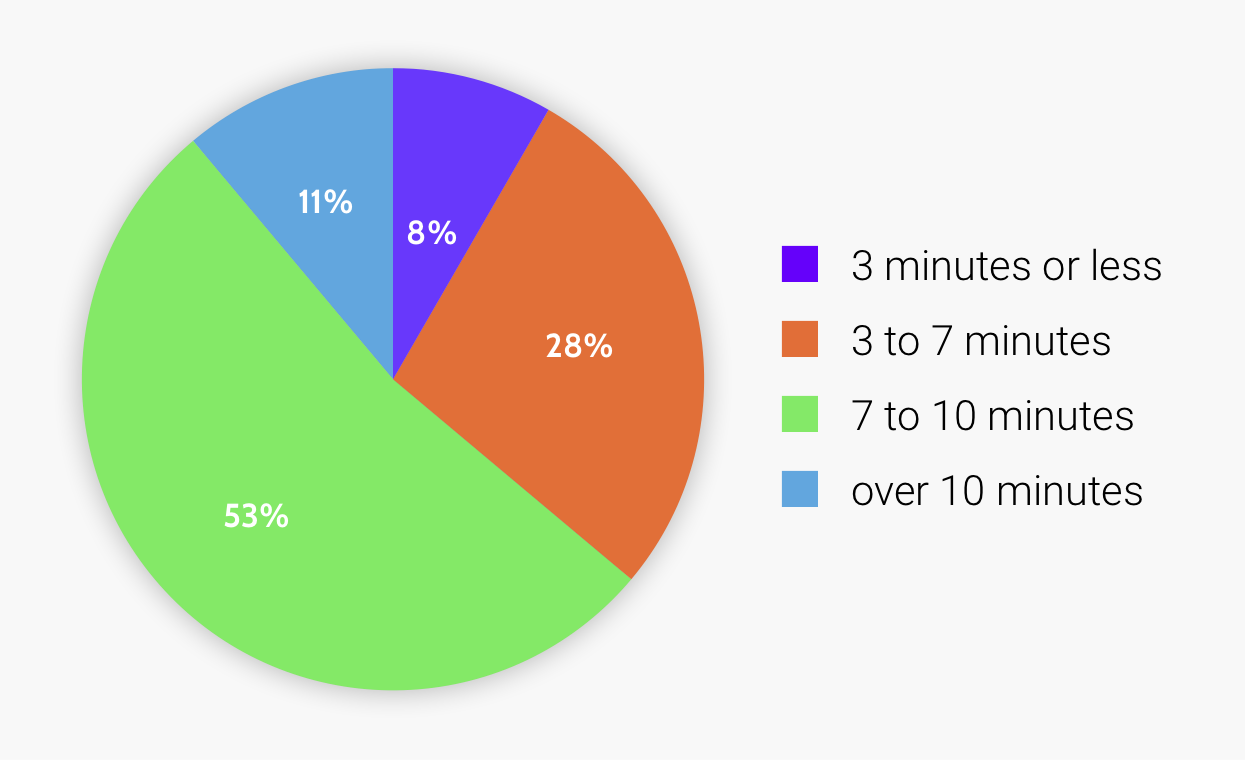 11%
8%
28%
53%
3 minutes or less
3 to 7 minutes
7 to 10 minutes
over 10 minutes